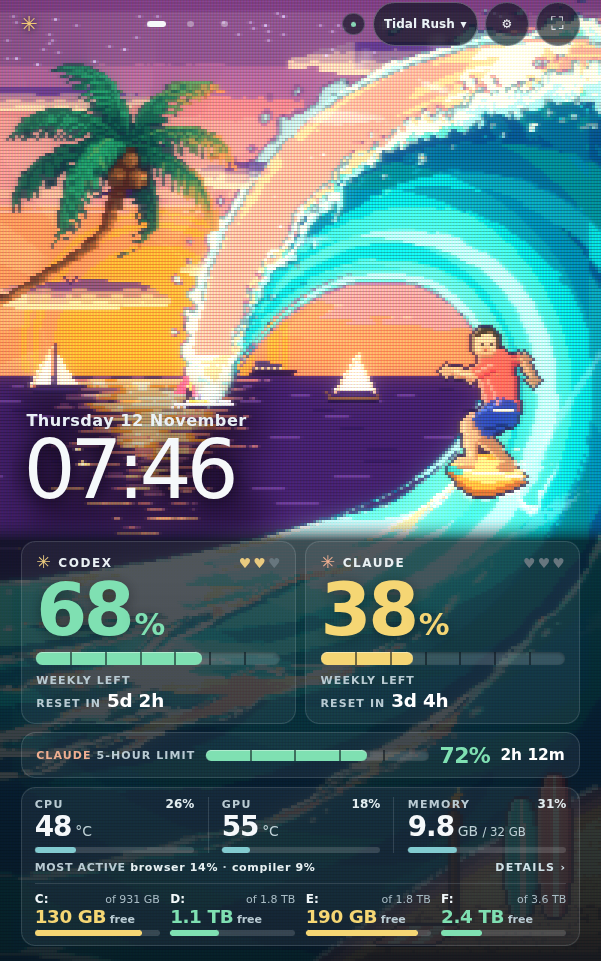 Tidal Rush ▾
Thursday 12 November
07:46
CODEX
68%
WEEKLY LEFT
RESET IN 5d 2h
CLAUDE
38%
WEEKLY LEFT
RESET IN 3d 4h
CLAUDE 5-HOUR LIMIT 72% 2h 12m
CPU 26%
48 °C
GPU 18%
55 °C
MEMORY 31%
9.8 GB / 32 GB
MOST ACTIVE browser 14% · compiler 9% DETAILS ›
C: of 931 GB
130 GB free
D: of 1.8 TB
1.1 TB free
E: of 1.8 TB
190 GB free
F: of 3.6 TB
2.4 TB free